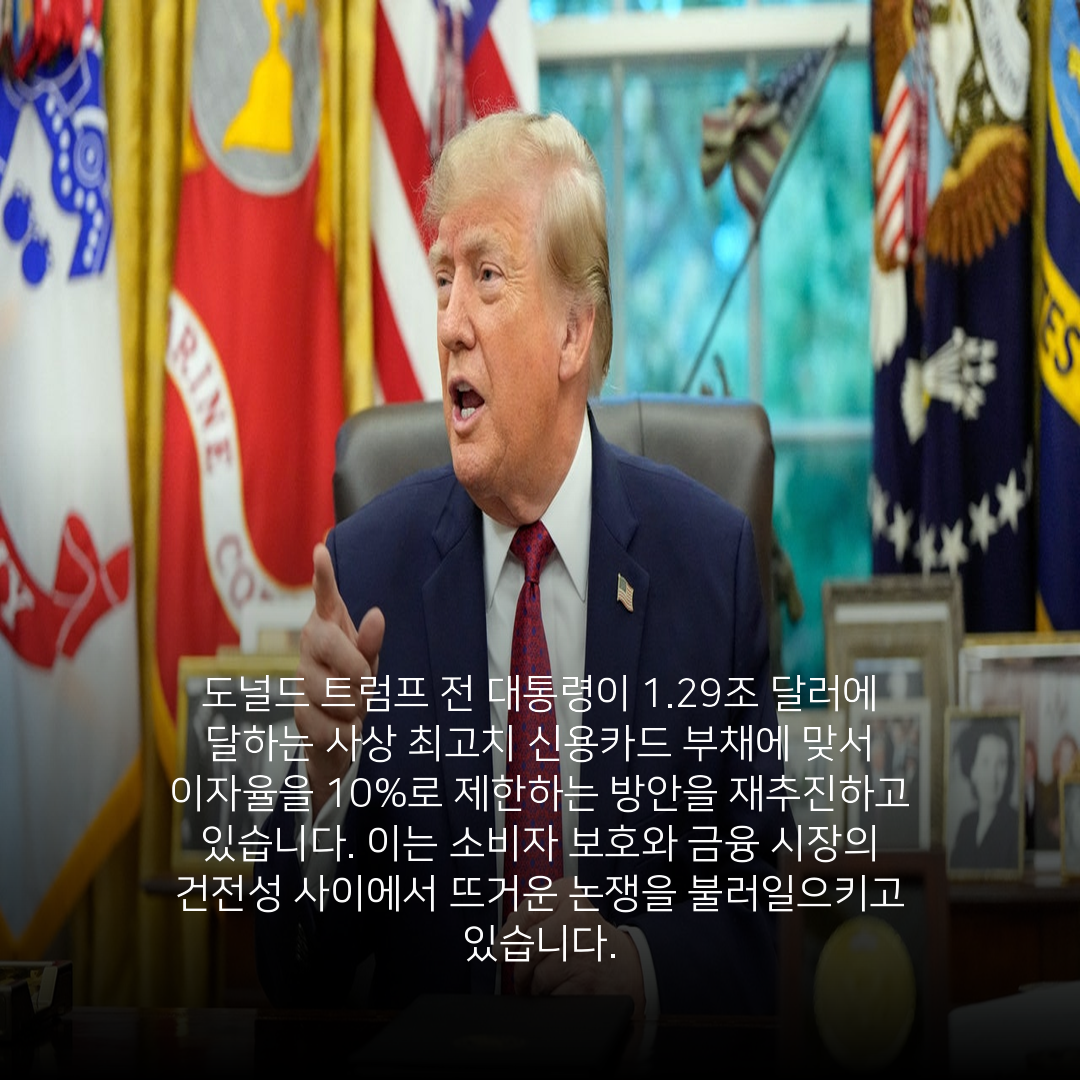 RINE
CO
ES
도널드 트럼프 전 대통령이 1.29조 달러에
달하는 사상 최고치 신용카드 부채에 맞서
이자율을 10%로 제한하는 방안을 재추진하고
있습니다. 이는 소비자 보호와 금융 시장의
건전성 사이에서 뜨거운 논쟁을 불러일으키고
있습니다.